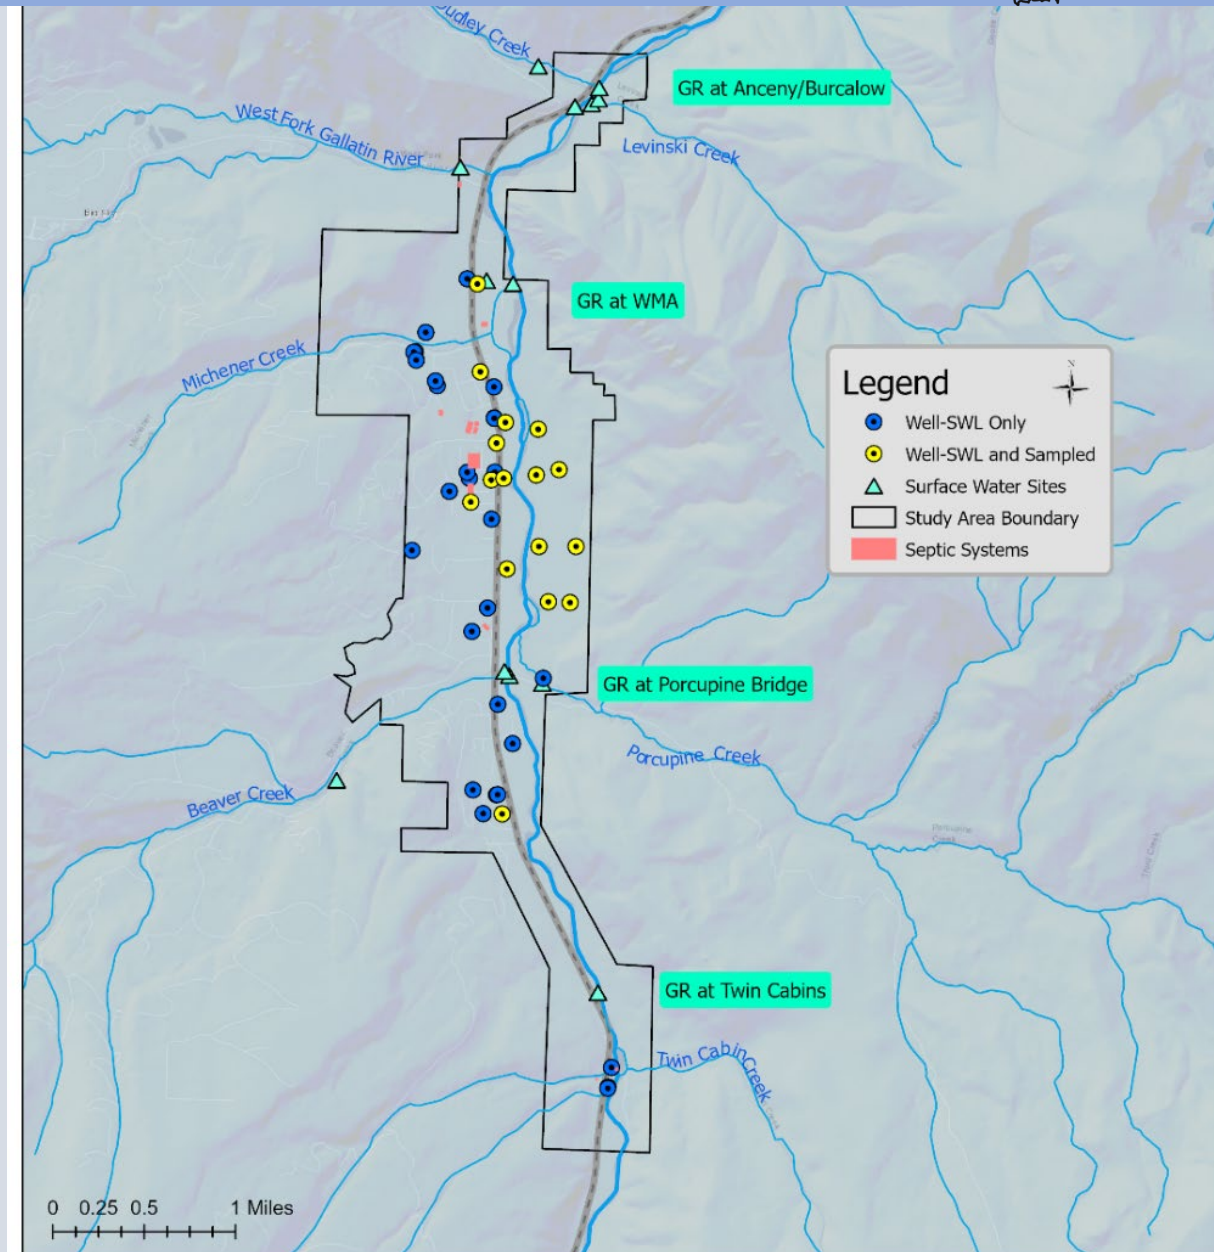 Dudley Creek
GR at Anceny/Burcalow
West Fork Gallatin River
Levinski Creek
GR at WMA
Michener Creek
Legend
N
Well-SWL Only
Well-SWL and Sampled
Surface Water Sites
Study Area Boundary
Septic Systems
GR at Porcupine Bridge
Porcupine Creek
Beaver Creek
GR at Twin Cabins
Twin Cabin Creek
0 0.25 0.5 1 Miles